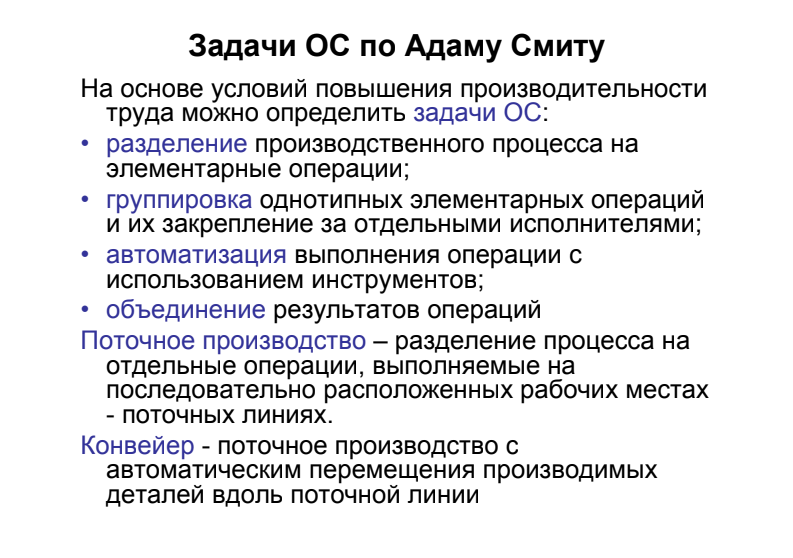 Задачи ОС по Адаму Смиту
На основе условий повышения производительности
труда можно определить задачи ОС:
• разделение производственного процесса на
элементарные операции;
• группировка однотипных элементарных операций
и их закрепление за отдельными исполнителями;
• автоматизация выполнения операции с
использованием инструментов;
• объединение результатов операций
Поточное производство – разделение процесса на
отдельные операции, выполняемые на
последовательно расположенных рабочих местах
- поточных линиях.
Конвейер - поточное производство с
автоматическим перемещения производимых
деталей вдоль поточной линии